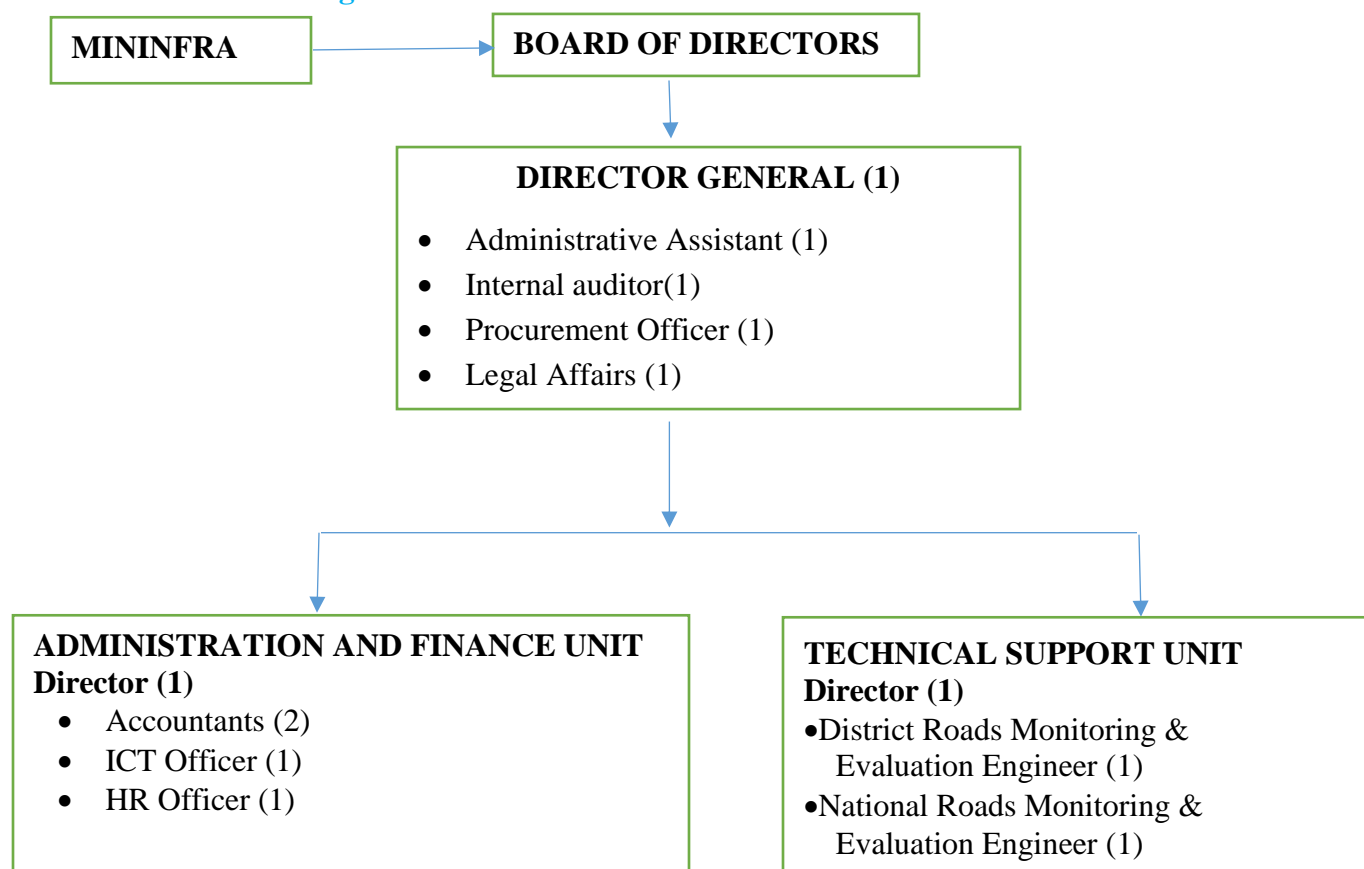 MININFRA
BOARD OF DIRECTORS
DIRECTOR GENERAL (1)
• Administrative Assistant (1)
• Internal auditor(1)
• Procurement Officer (1)
• Legal Affairs (1)
ADMINISTRATION AND FINANCE UNIT
Director (1)
• Accountants (2)
• ICT Officer (1)
• HR Officer (1)
TECHNICAL SUPPORT UNIT
Director (1)
•District Roads Monitoring &
Evaluation Engineer (1)
•National Roads Monitoring &
Evaluation Engineer (1)